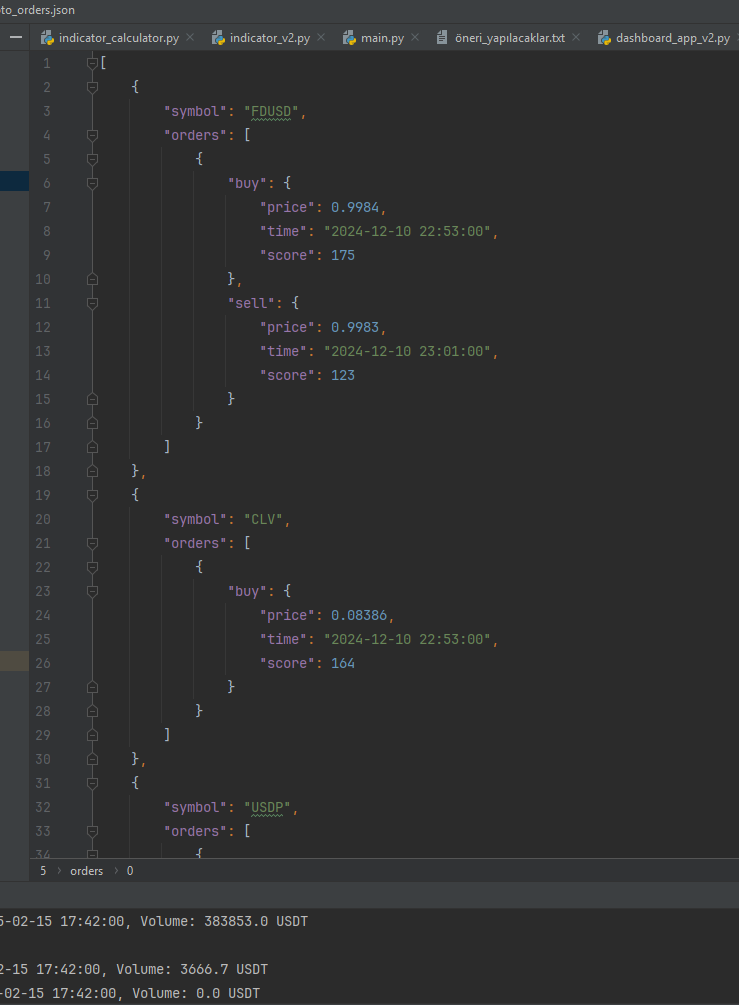 to_orders.json
indicator_calculator.py indicator_v2.py main.py öneri_yapılacaklar.txt dashboard_app_v2.py
1 [
2 {
3 "symbol": "FDUSD",
4 "orders": [
5 {
6 "buy": {
7 "price": 0.9984,
8 "time": "2024-12-10 22:53:00",
9 "score": 175
10 },
11 "sell": {
12 "price": 0.9983,
13 "time": "2024-12-10 23:01:00",
14 "score": 123
15 }
16 }
17 ]
18 },
19 {
20 "symbol": "CLV",
21 "orders": [
22 {
23 "buy": {
24 "price": 0.08386,
25 "time": "2024-12-10 22:53:00",
26 "score": 164
27 }
28 }
29 ]
30 },
31 {
32 "symbol": "USDP",
33 "orders": [
34 {
5 > orders > 0
5-02-15 17:42:00, Volume: 383853.0 USDT
2-15 17:42:00, Volume: 3666.7 USDT
-02-15 17:42:00, Volume: 0.0 USDT